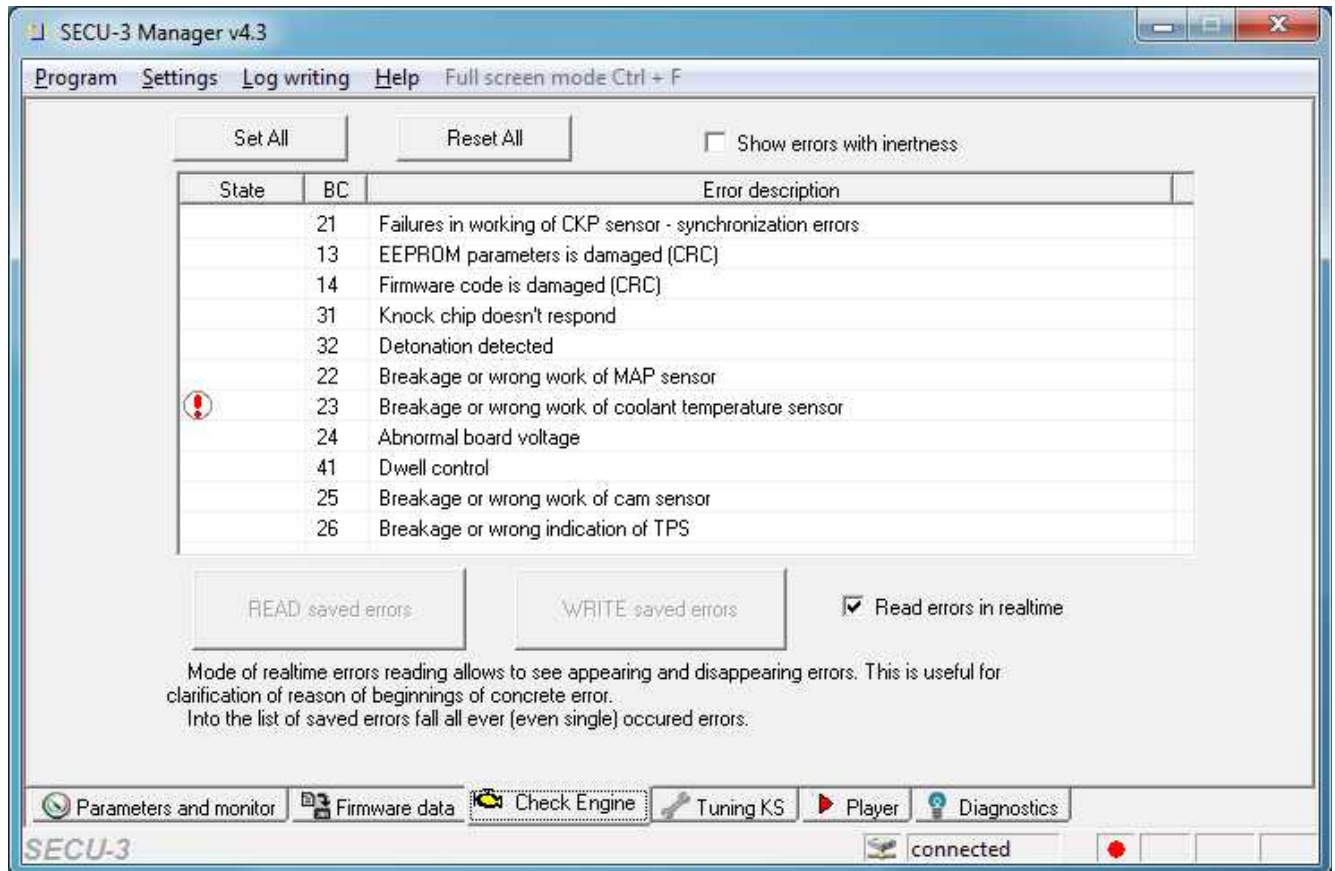 SECU-3 Manager v4.3
Program Settings Log writing Help Full screen mode Ctrl + F
Set All Reset All Show errors with inertness
State BC Error description
21 Failures in working of CKP sensor - synchronization errors
13 EEPROM parameters is damaged (CRC)
14 Firmware code is damaged (CRC)
31 Knock chip doesn't respond
32 Detonation detected
22 Breakage or wrong work of MAP sensor
23 Breakage or wrong work of coolant temperature sensor
24 Abnormal board voltage
41 Dwell control
25 Breakage or wrong work of cam sensor
26 Breakage or wrong indication of TPS
READ saved errors WRITE saved errors Read errors in realtime
Mode of realtime errors reading allows to see appearing and disappearing errors. This is useful for
clarification of reason of beginnings of concrete error.
Into the list of saved errors fall all ever (even single) occured errors.
Parameters and monitor Firmware data Check Engine Tuning KS Player Diagnostics
SECU-3 connected